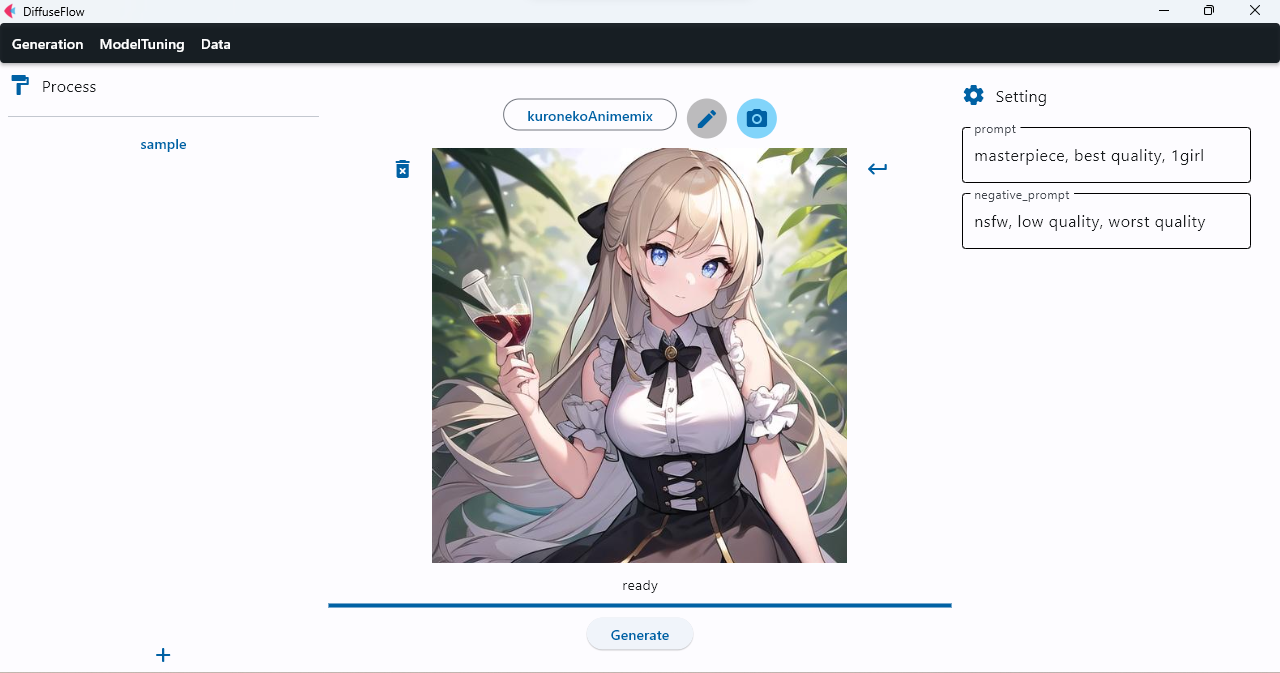 DiffuseFlow
Generation ModelTuning Data
Process
sample
kuronekoAnimemix
ready
Generate
Setting
prompt
masterpiece, best quality, 1girl
negative_prompt
nsfw, low quality, worst quality